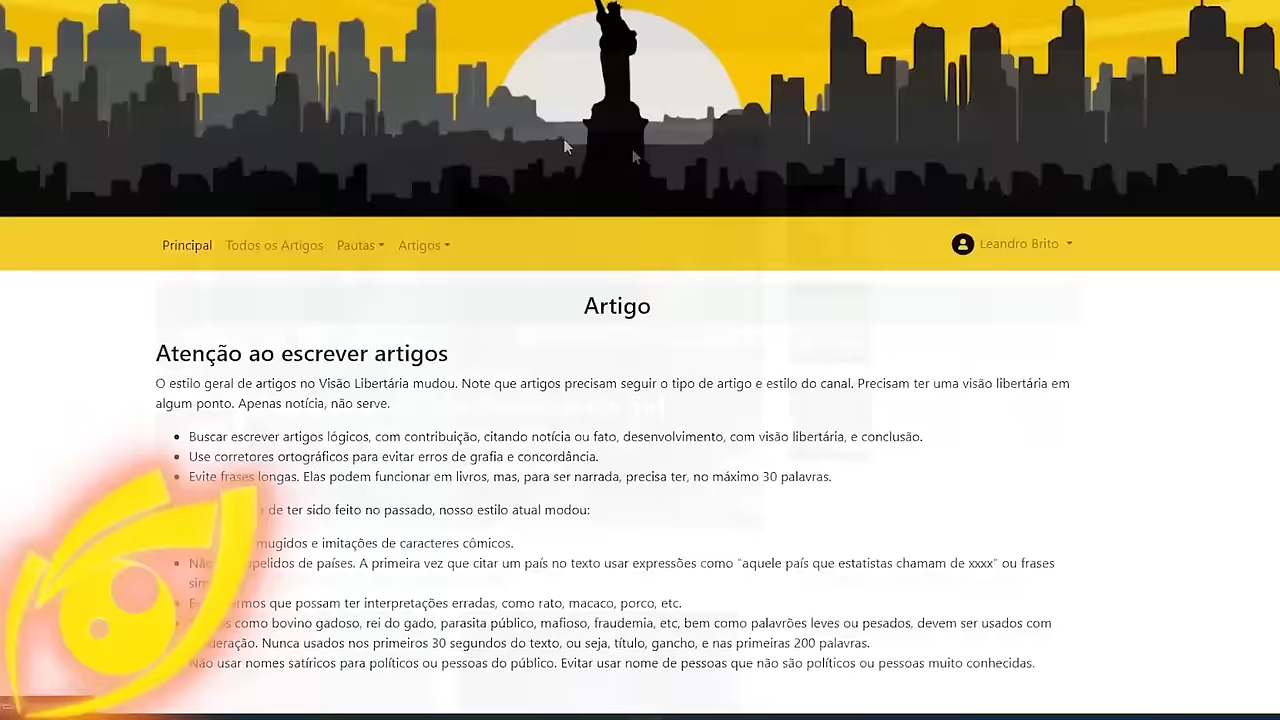 Principal Todos os Artigos Pautas Artigos Leandro Brito
Artigo
Atenção ao escrever artigos
O estilo geral de artigos no Visão Libertária mudou. Note que artigos precisam seguir o tipo de artigo e estilo do canal. Precisam ter uma visão libertária em
algum ponto. Apenas notícia, não serve.
Buscar escrever artigos lógicos, com contribuição, citando notícia ou fato, desenvolvimento, com visão libertária, e conclusão.
Use corretores ortográficos para evitar erros de grafia e concordância.
Evite frases longas. Elas podem funcionar em livros, mas, para ser narrada, precisa ter, no máximo 30 palavras.
de ter sido feito no passado, nosso estilo atual modou:
mugidos e imitações de caracteres cômicos.
de países. A primeira vez que citar um país no texto usar expressões como "aquele país que estatistas chamam de xxxx" ou frases
que possam ter interpretações erradas, como rato, macaco, porco, etc.
como bovino gadoso, rei do gado, parasita público, mafioso, fraudemia, etc, bem como palavrões leves ou pesados, devem ser usados com
Nunca usados nos primeiros 30 segundos do texto, ou seja, título, gancho, e nas primeiras 200 palavras.
Não usar nomes satíricos para políticos ou pessoas do público. Evitar usar nome de pessoas que não são políticos ou pessoas muito conhecidas.